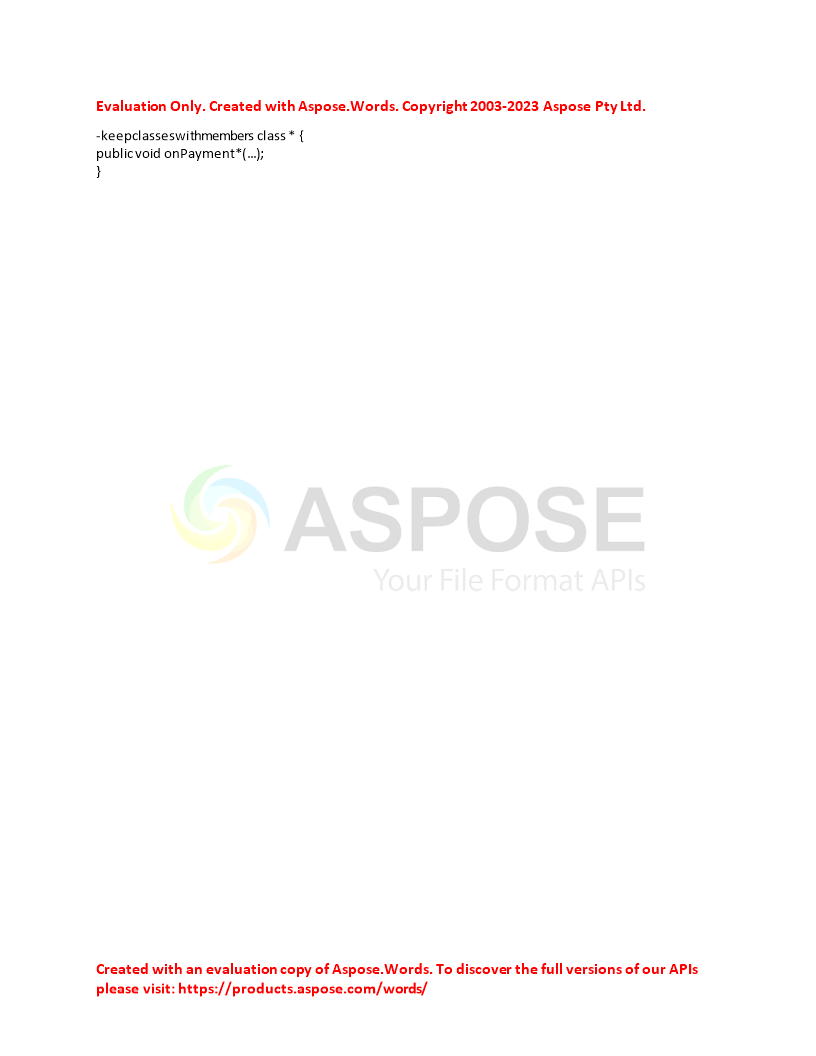 Evaluation Only. Created with Aspose.Words. Copyright 2003-2023 Aspose Pty Ltd.
-keepclasseswithmembers class * {
public void onPayment*(…);
}
ASPOSE
Your File Format APIs
Created with an evaluation copy of Aspose.Words. To discover the full versions of our APIs
please visit: https://products.aspose.com/words/